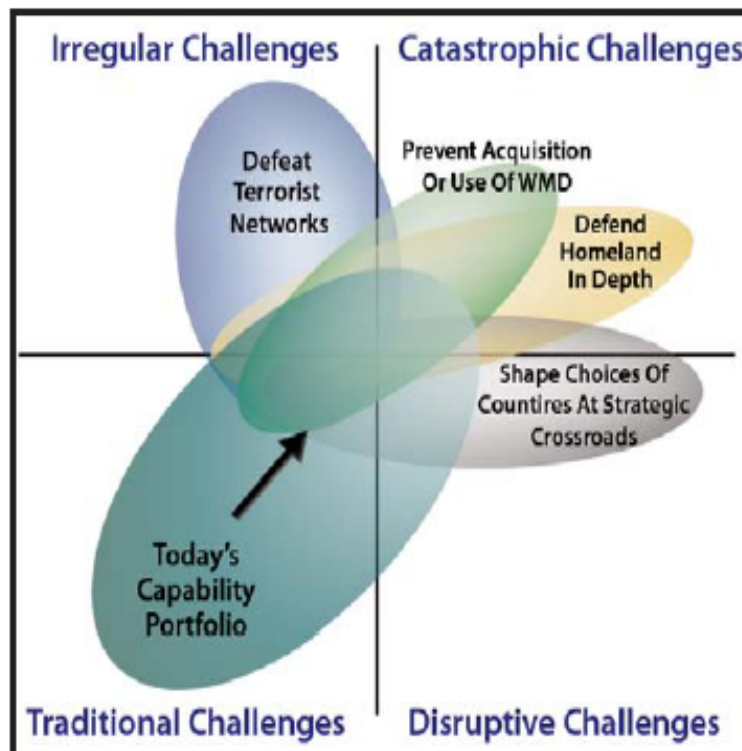 Irregular Challenges
Catastrophic Challenges
Defeat
Terrorist
Networks
Prevent Acquisition
Or Use Of WMD
Defend
Homeland
In Depth
Shape Choices Of
Countires At Strategic
Crossroads
Today's
Capability
Portfolio
Traditional Challenges
Disruptive Challenges